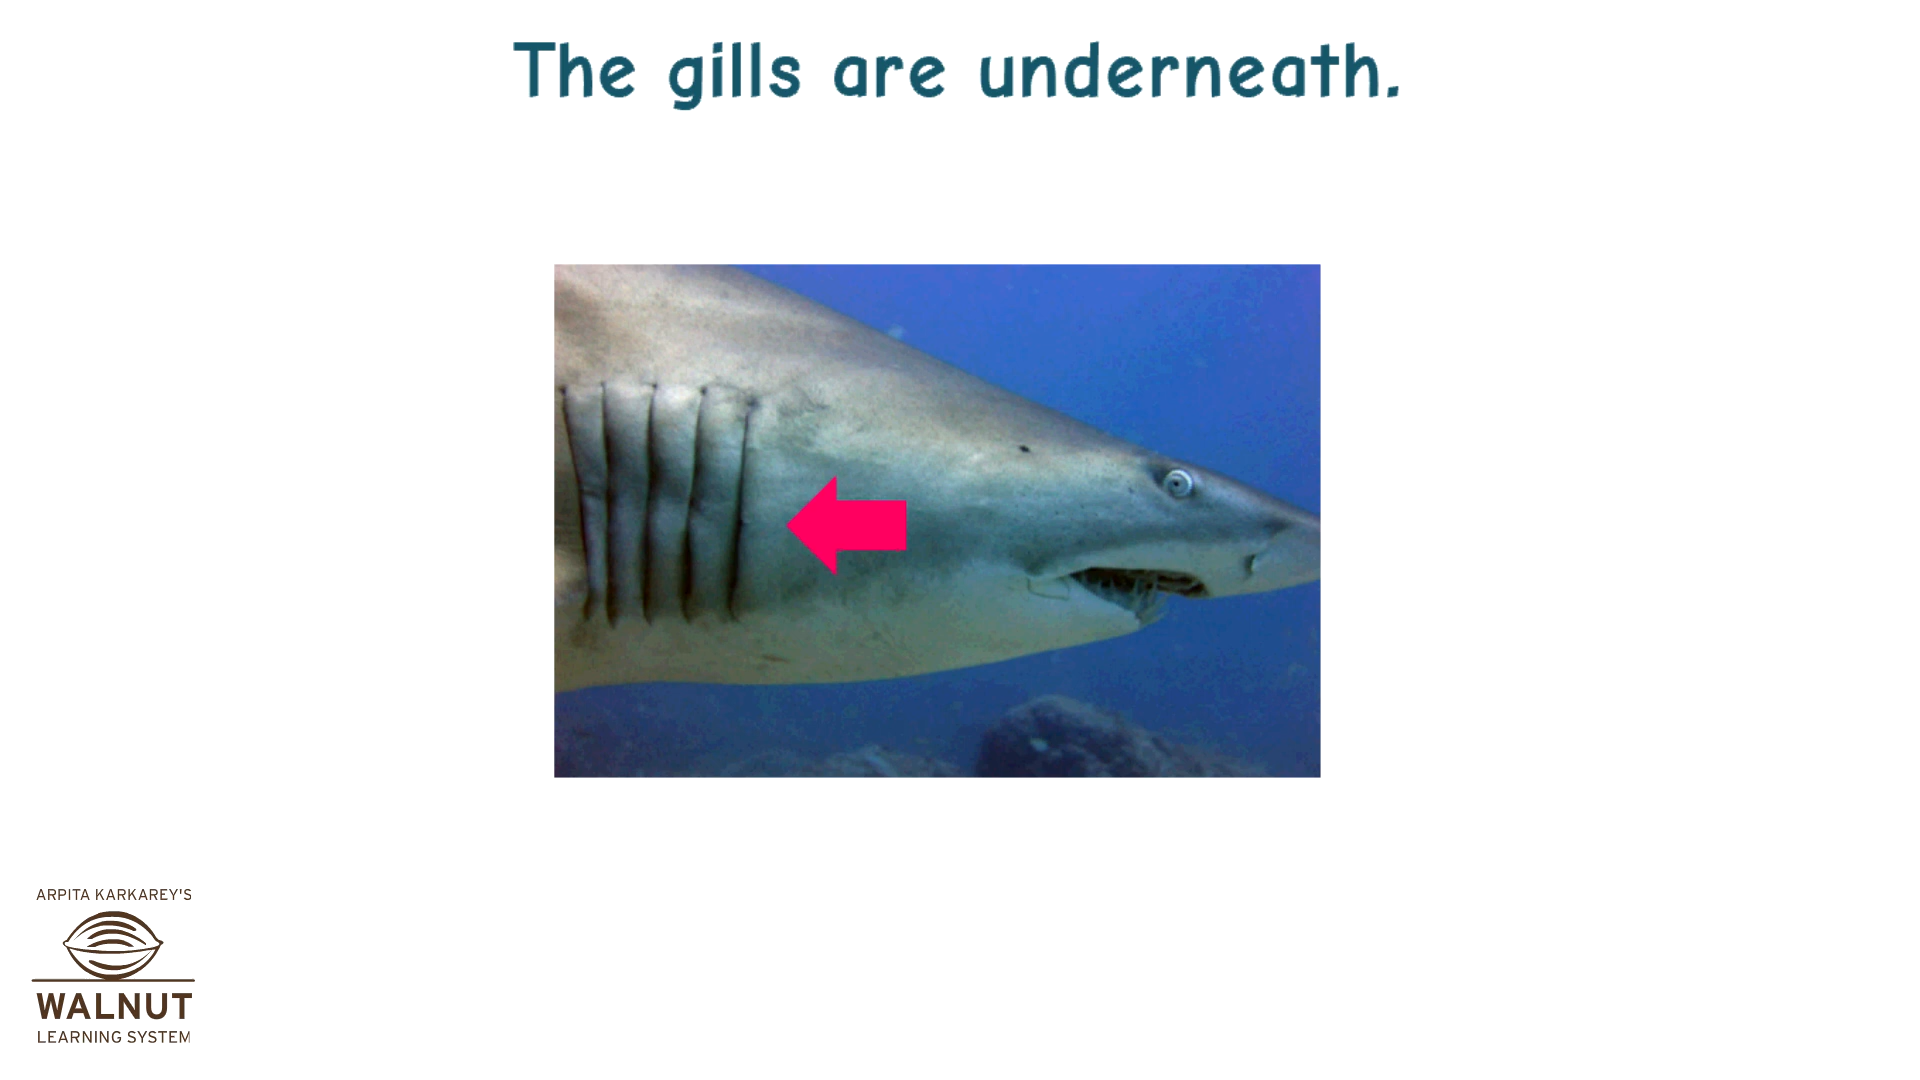 The gills are underneath.
ARPITA KARKAREY'S
WALNUT
LEARNING SYSTEM